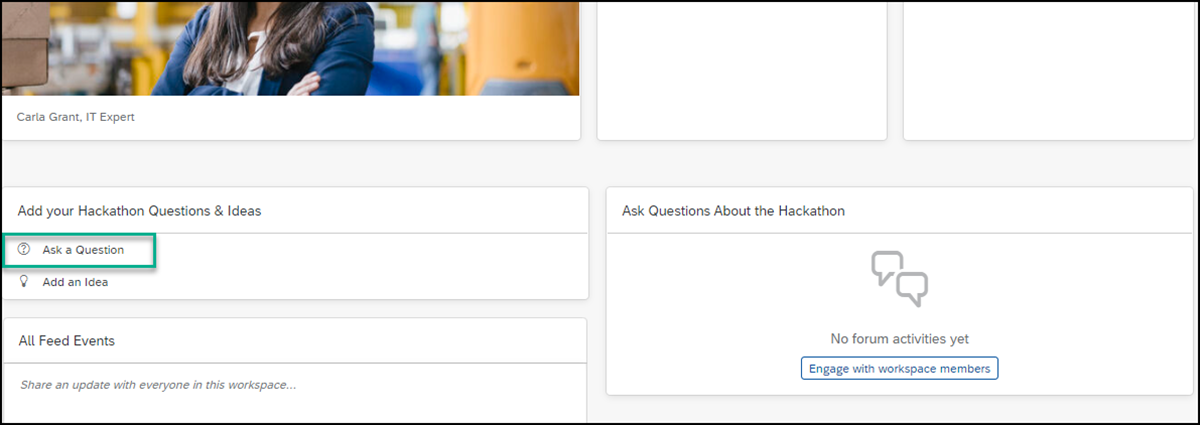 Carla Grant, IT Expert
Add your Hackathon Questions & Ideas
Ask a Question
Add an Idea
All Feed Events
Share an update with everyone in this workspace...
Ask Questions About the Hackathon
No forum activities yet
Engage with workspace members